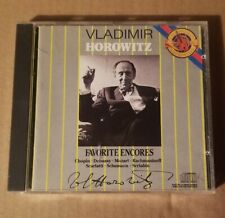 VLADIMIR
HOROWITZ
FAVORITE ENCORES
Chopin · Debussy · Mozart · Rachmaninoff
Scarlatti · Schumann · Scriabin